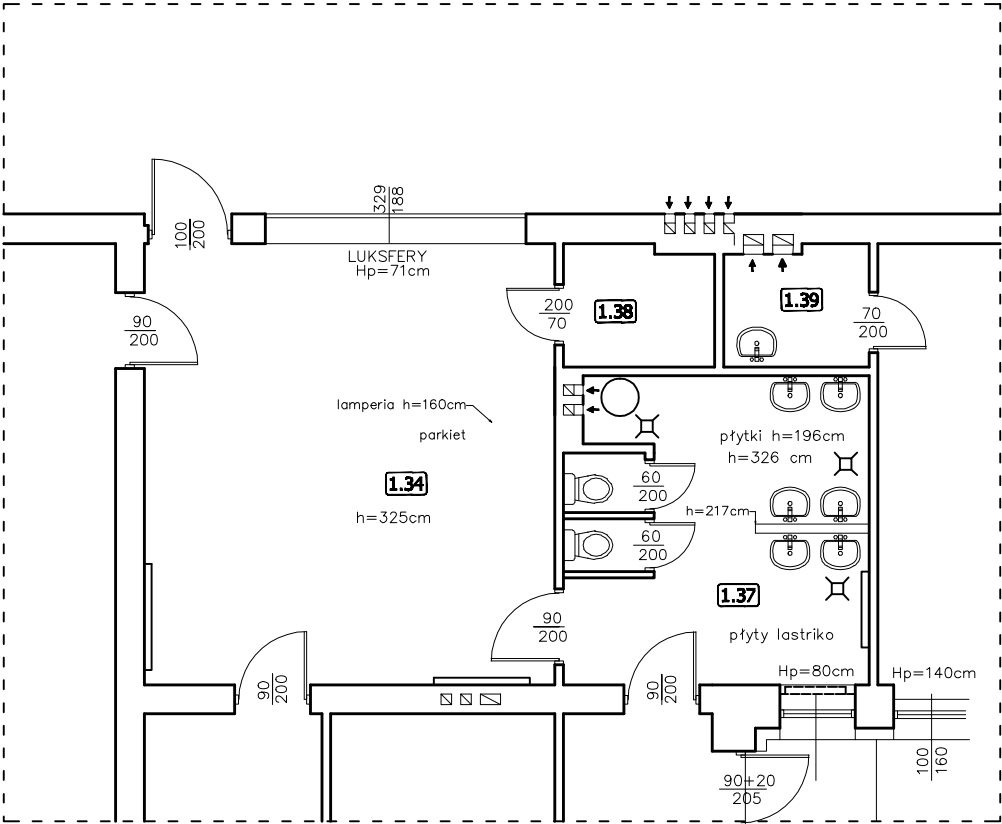 329
188
100
200
LUKSFERY
Hp=71cm
1.39
200
70
1.38
70
200
90
200
lamperia h=160cm
parkiet
płytki h=196cm
h=326 cm
1.34
60
200
h=325cm
h=217cm
60
200
1.37
90
200
płyty lastriko
Hp=80cm
Hp=140cm
90
200
90
200
100
160
90+20
205